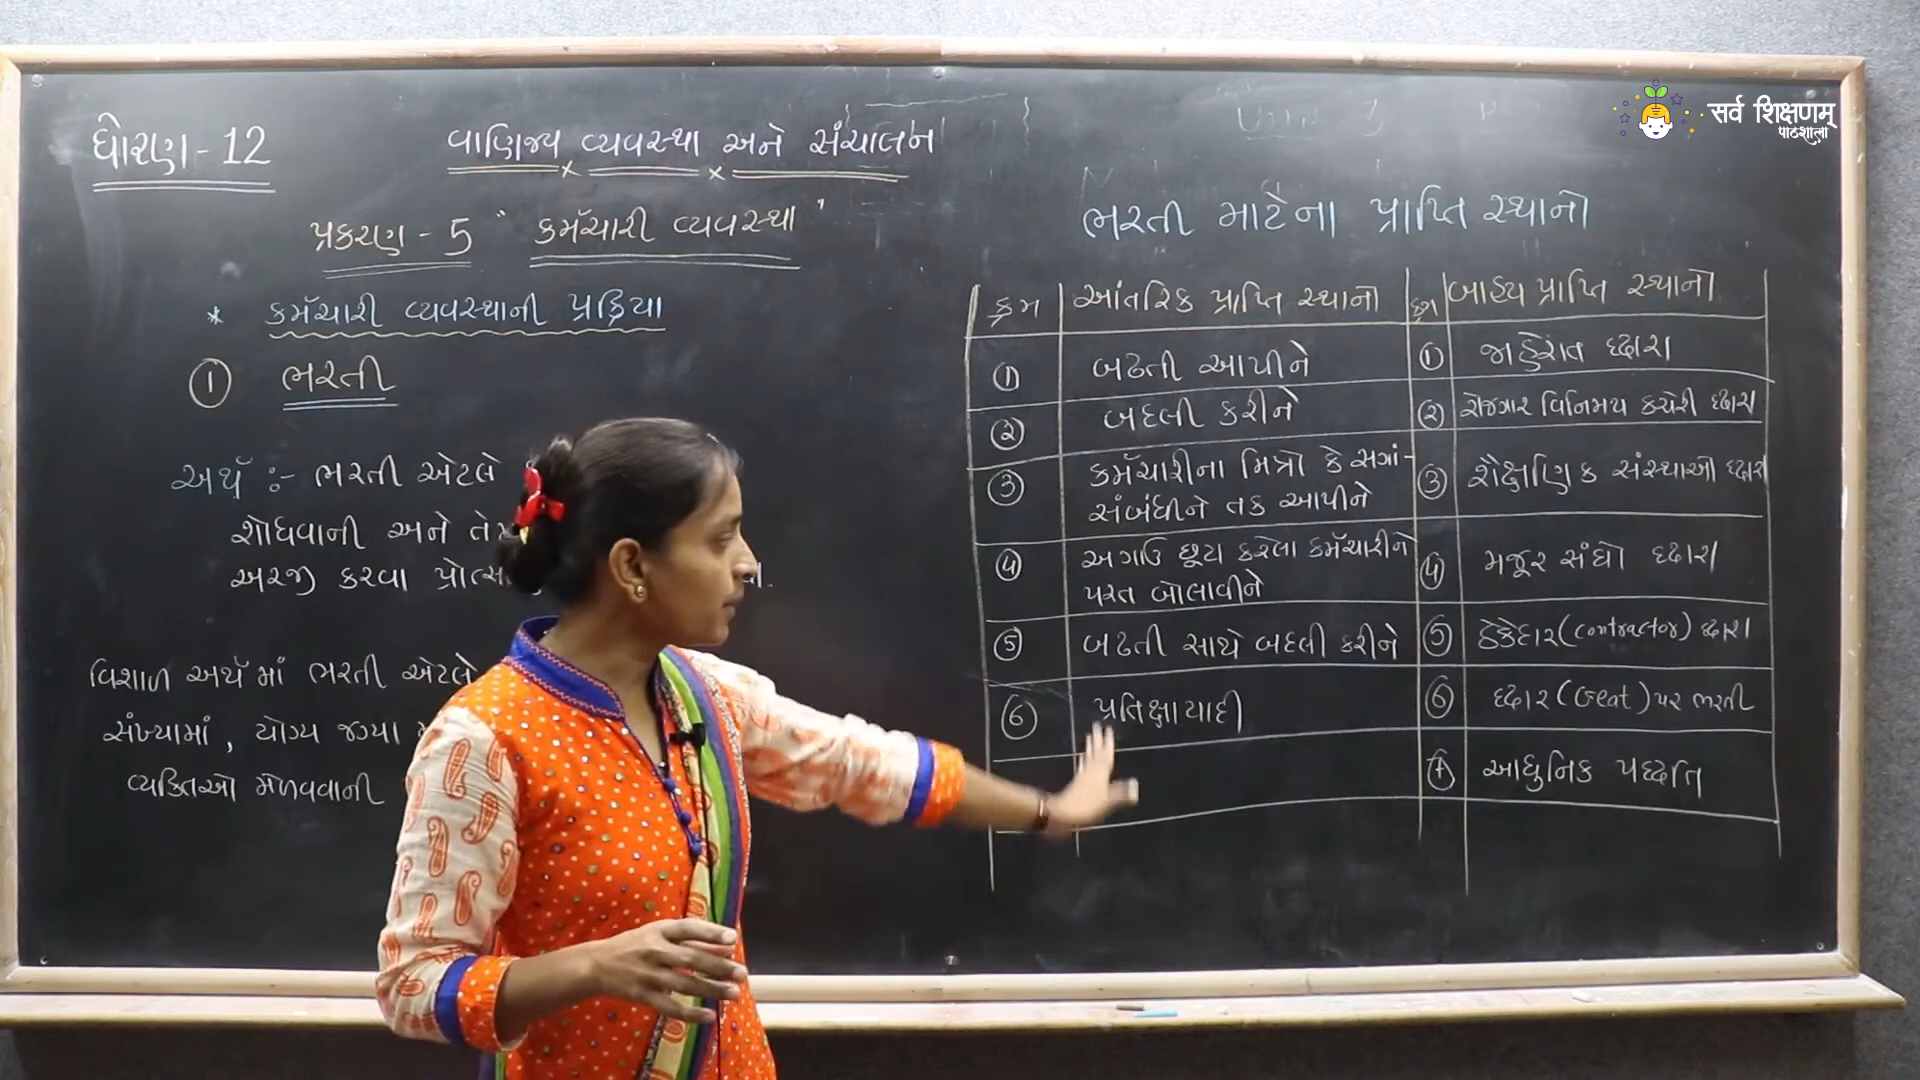 सर्व शिक्षणम्
पाठशाला
ધોરણ - 12
વાણિજ્ય વ્યવસ્થા અને સંચાલન
પ્રકરણ - 5 " કર્મચારી વ્યવસ્થા "
* કર્મચારી વ્યવસ્થાની પ્રક્રિયા
① ભરતી
અર્થ :- ભરતી એટલે
શોધવાની અને
અરજી કરવા
વિશાળ અર્થમાં ભરતી એટલે
સંખ્યામાં , યોગ્ય જગ્યા
વ્યક્તિઓ મેળવવાની
ભરતી માટેના પ્રાપ્તિ સ્થાનો
ક્રમ આંતરિક પ્રાપ્તિ સ્થાનો ક્રમ બાહ્ય પ્રાપ્તિ સ્થાનો
① બઢતી આપીને ① જાહેરાત દ્વારા
② બદલી કરીને ② રોજગાર વિનિમય કચેરી દ્વારા
③ કર્મચારીના મિત્રો કે સગાં-
સંબંધીને તક આપીને ③ શૈક્ષણિક સંસ્થાઓ દ્વારા
④ અગાઉ છૂટા કરેલા કર્મચારીને
પરત બોલાવીને ④ મજૂર સંઘો દ્વારા
⑤ બઢતી સાથે બદલી કરીને ⑤ ઠેકેદાર (Contractor) દ્વારા
⑥ પ્રતિક્ષાયાદી ⑥ દ્વાર (Geat) પર ભરતી
⑦ આધુનિક પદ્ધતિ